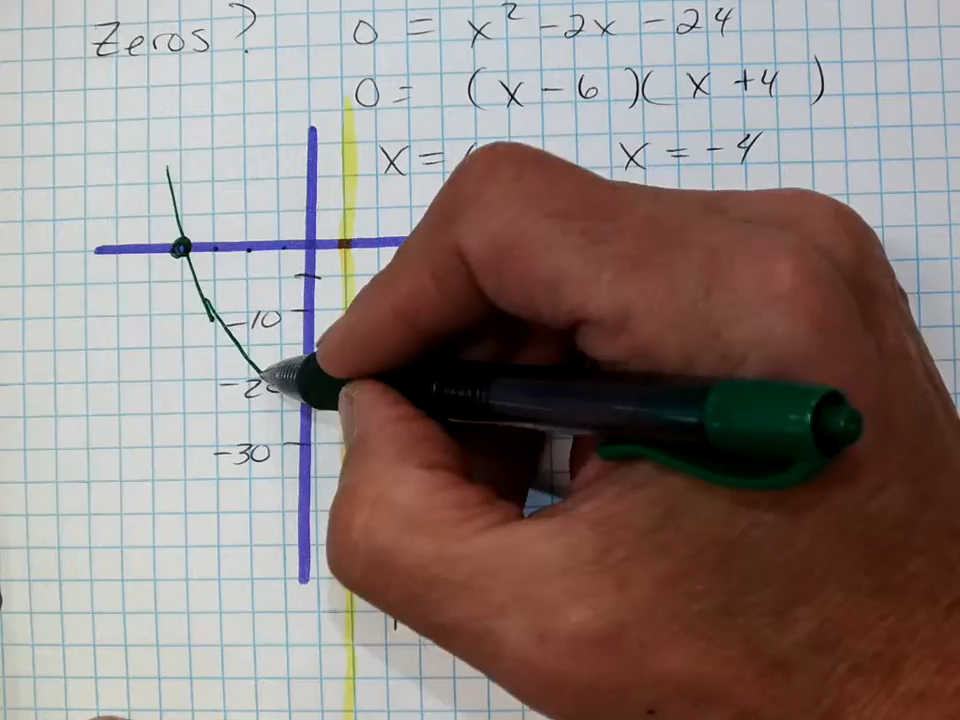 Zeros? 0 = x² -2x -24
0 = (x - 6)(x + 4)
x = x = -4
-10
-30